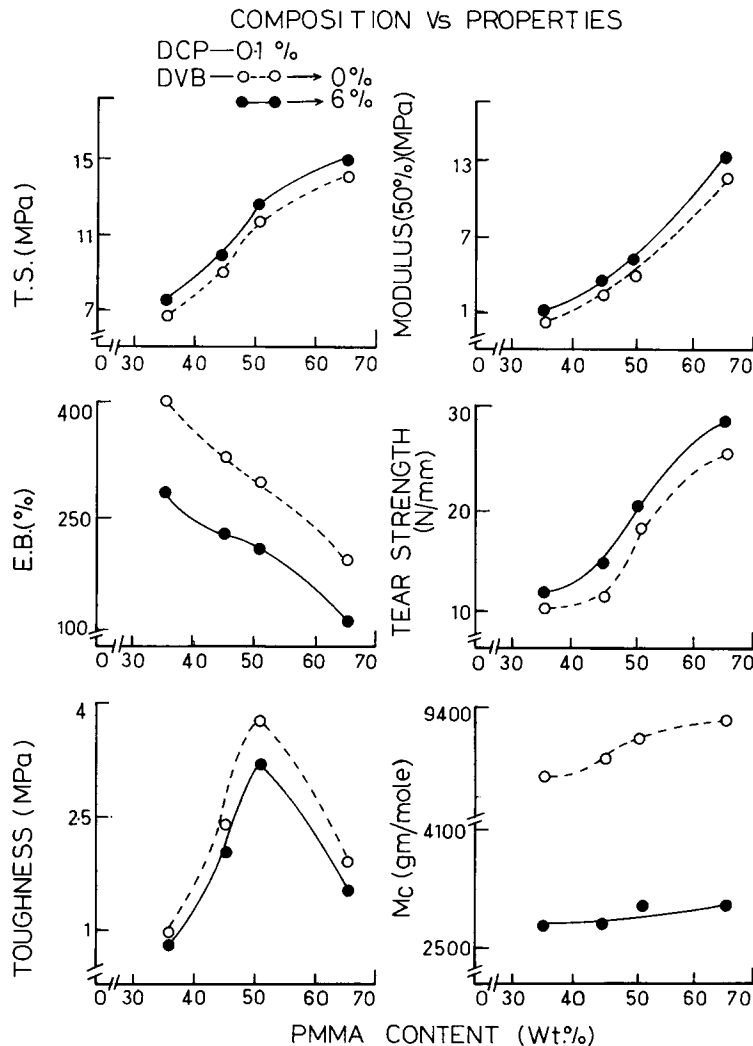 COMPOSITION Vs PROPERTIES
DCP—0·1 %
DVB—o--o—→ 0%
●–●—→ 6%
T.S. (MPa)
15
11
7
0 30 40 50 60 70
MODULUS(50%)(MPa)
13
7
1
0 30 40 50 60 70
E.B.(%)
400
250
100
0 30 40 50 60 70
TEAR STRENGTH
(N/mm)
30
20
10
0 30 40 50 60 70
TOUGHNESS (MPa)
4
2·5
1
0 30 40 50 60 70
Mc (gm/mole)
9400
4100
2500
0 30 40 50 60 70
PMMA CONTENT (Wt.%)